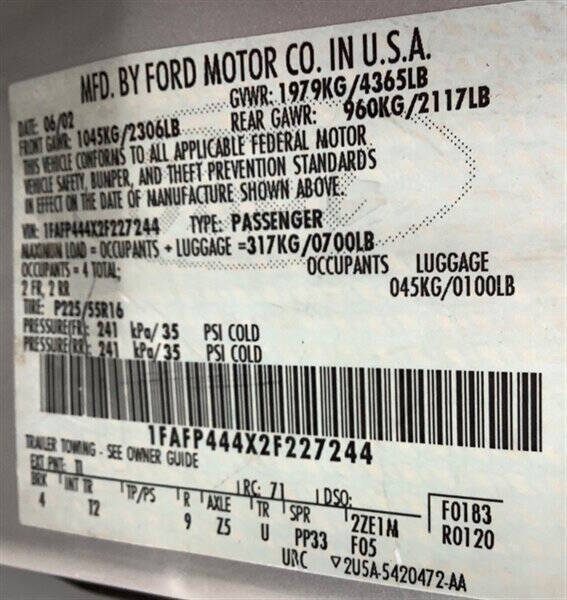 MFD. BY FORD MOTOR CO. IN U.S.A.
DATE: 06/02 GVWR: 1979KG/4365LB
FRONT GAWR: 1045KG/2306LB REAR GAWR: 960KG/2117LB
THIS VEHICLE CONFORMS TO ALL APPLICABLE FEDERAL MOTOR
VEHICLE SAFETY, BUMPER, AND THEFT PREVENTION STANDARDS
IN EFFECT ON THE DATE OF MANUFACTURE SHOWN ABOVE.
VIN: 1FAFP444X2F227244 TYPE: PASSENGER
MAXIMUM LOAD = OCCUPANTS + LUGGAGE =317KG/0700LB
OCCUPANTS = 4 TOTAL; OCCUPANTS LUGGAGE
2 FR, 2 RR 045KG/0100LB
TIRE: P225/55R16
PRESSURE(FR): 241 kPa/35 PSI COLD
PRESSURE(RR): 241 kPa/35 PSI COLD
1FAFP444X2F227244
TRAILER TOWING - SEE OWNER GUIDE
EXT PNT: RC: 71 DSO: F0183
BRK INT TR TP/PS R AXLE TR SPR 2ZE1M R0120
4 T2 9 Z5 U PP33 F05
URC ▽2U5A-5420472-AA